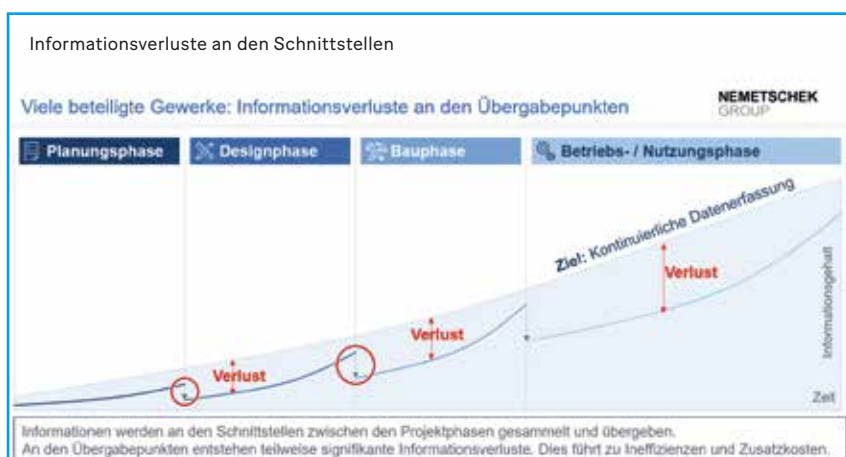 Informationsverluste an den Schnittstellen
Viele beteiligte Gewerke: Informationsverluste an den Übergabepunkten
NEMETSCHEK
GROUP
Planungsphase
Designphase
Bauphase
Betriebs- / Nutzungsphase
Ziel: Kontinuierliche Datenerfassung
Verlust
Verlust
Verlust
Informationsgehalt
Zeit
Informationen werden an den Schnittstellen zwischen den Projektphasen gesammelt und übergeben.
An den Übergabepunkten entstehen teilweise signifikante Informationsverluste. Dies führt zu Ineffizienzen und Zusatzkosten.